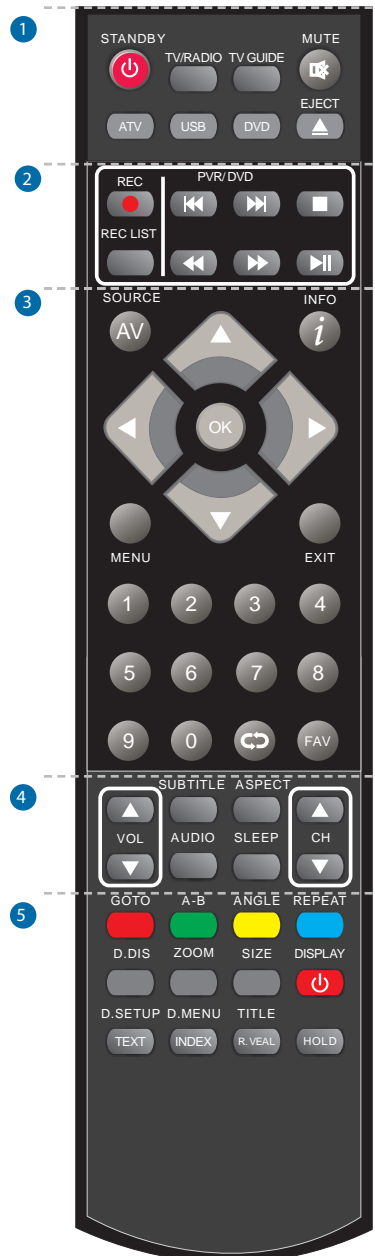 1
STANDBY MUTE
TV/RADIO TV GUIDE
EJECT
ATV USB DVD
2
REC PVR/DVD
REC LIST
3
SOURCE INFO
AV i
OK
MENU EXIT
1 2 3 4
5 6 7 8
9 0 FAV
4
SUBTITLE ASPECT
VOL AUDIO SLEEP CH
5
GOTO A-B ANGLE REPEAT
D.DIS ZOOM SIZE DISPLAY
D.SETUP D.MENU TITLE
TEXT INDEX R.VEAL HOLD